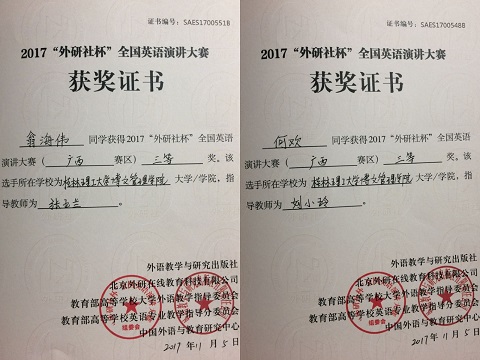 证书编号：SAES1700551B
2017“外研社杯”全国英语演讲大赛
获奖证书
翁海伟 同学获得2017“外研社杯”全国英语
演讲大赛（ 广西 赛区） 三等 奖。该
选手所在学校为 桂林理工大学博文管理学院 大学/学院，指
导教师为 张玉兰 。
外语教学与研究出版社
北京外研在线教育科技有限公司
教育部高等学校大学外语教学指导委员会
教育部高等学校英语专业教学指导分委员会
中国外语与教育研究中心
组委会
2017年11月5日
证书编号：SAES1700548B
2017“外研社杯”全国英语演讲大赛
获奖证书
何欢 同学获得2017“外研社杯”全国英语
演讲大赛（ 广西 赛区） 三等 奖。该
选手所在学校为 桂林理工大学博文管理学院 大学/学院，指
导教师为 刘小玲 。
外语教学与研究出版社
北京外研在线教育科技有限公司
教育部高等学校大学外语教学指导委员会
教育部高等学校英语专业教学指导分委员会
中国外语与教育研究中心
组委会
2017年11月5日